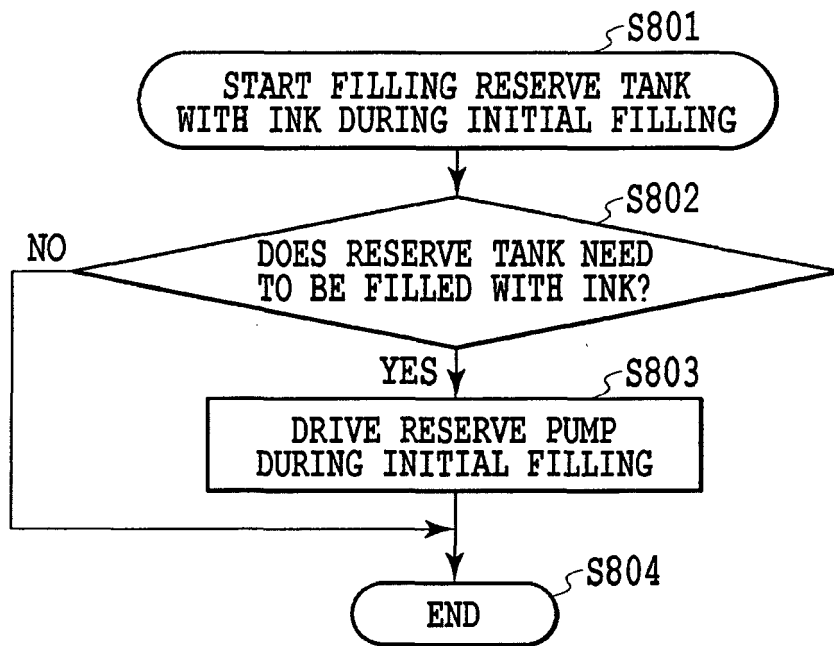 S801
START FILLING RESERVE TANK
WITH INK DURING INITIAL FILLING
S802
NO
DOES RESERVE TANK NEED
TO BE FILLED WITH INK?
YES
S803
DRIVE RESERVE PUMP
DURING INITIAL FILLING
S804
END